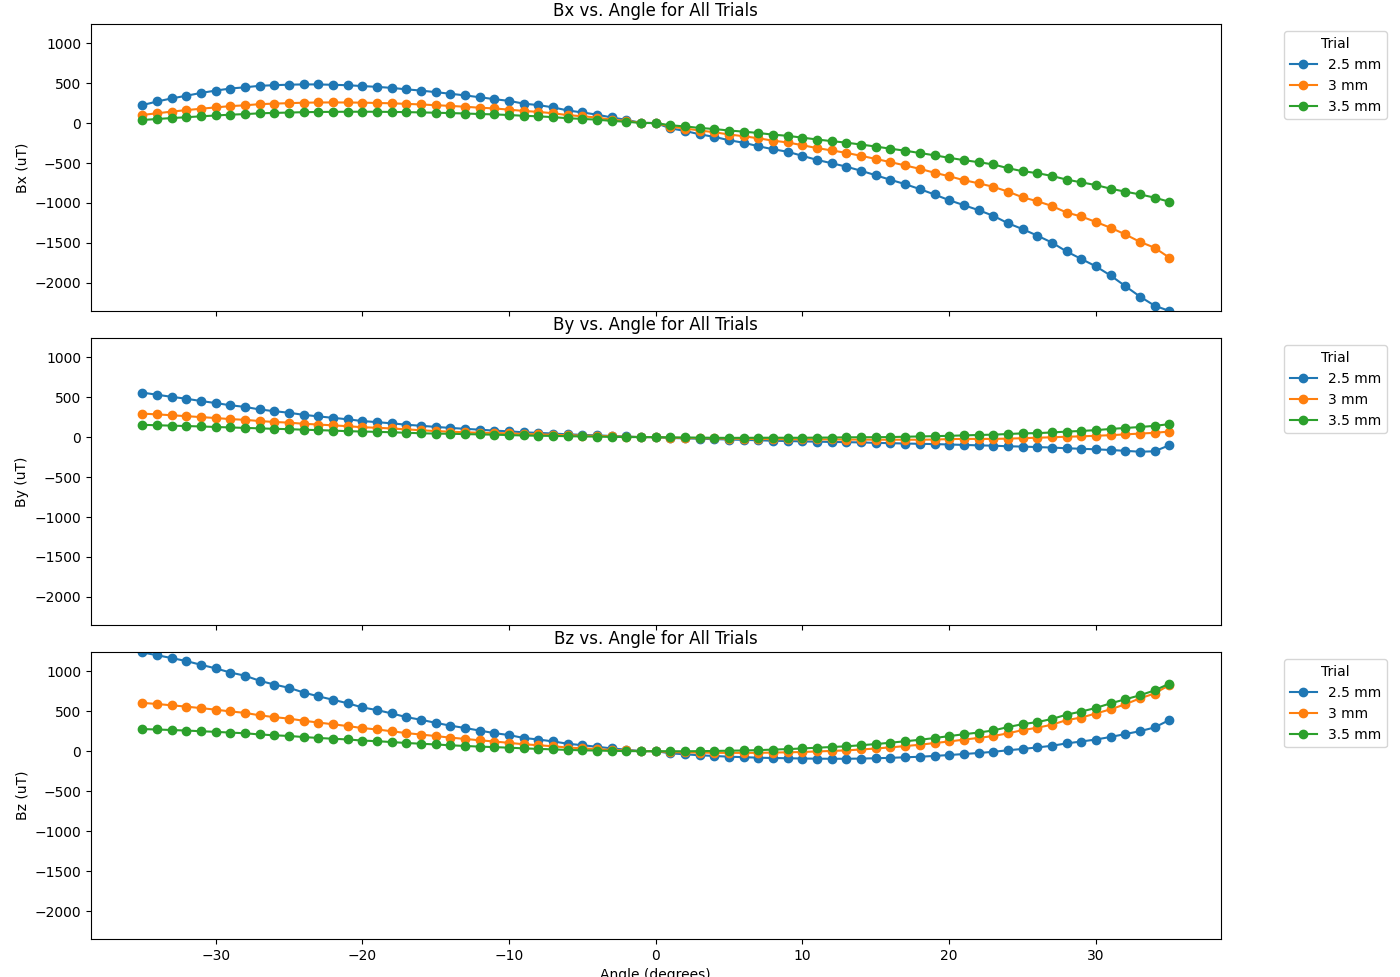 Bx vs. Angle for All Trials
1000
500
0
−500
−1000
−1500
−2000
Bx (uT)
Trial
2.5 mm
3 mm
3.5 mm
By vs. Angle for All Trials
1000
500
0
−500
−1000
−1500
−2000
By (uT)
Trial
2.5 mm
3 mm
3.5 mm
Bz vs. Angle for All Trials
1000
500
0
−500
−1000
−1500
−2000
Bz (uT)
Trial
2.5 mm
3 mm
3.5 mm
−30 −20 −10 0 10 20 30
Angle (degrees)